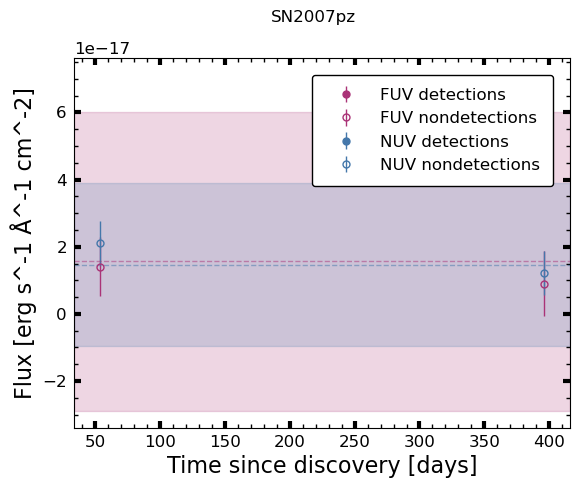 SN2007pz
1e−17
FUV detections
FUV nondetections
NUV detections
NUV nondetections
6
4
2
0
−2
Flux [erg s^-1 Å^-1 cm^-2]
50 100 150 200 250 300 350 400
Time since discovery [days]